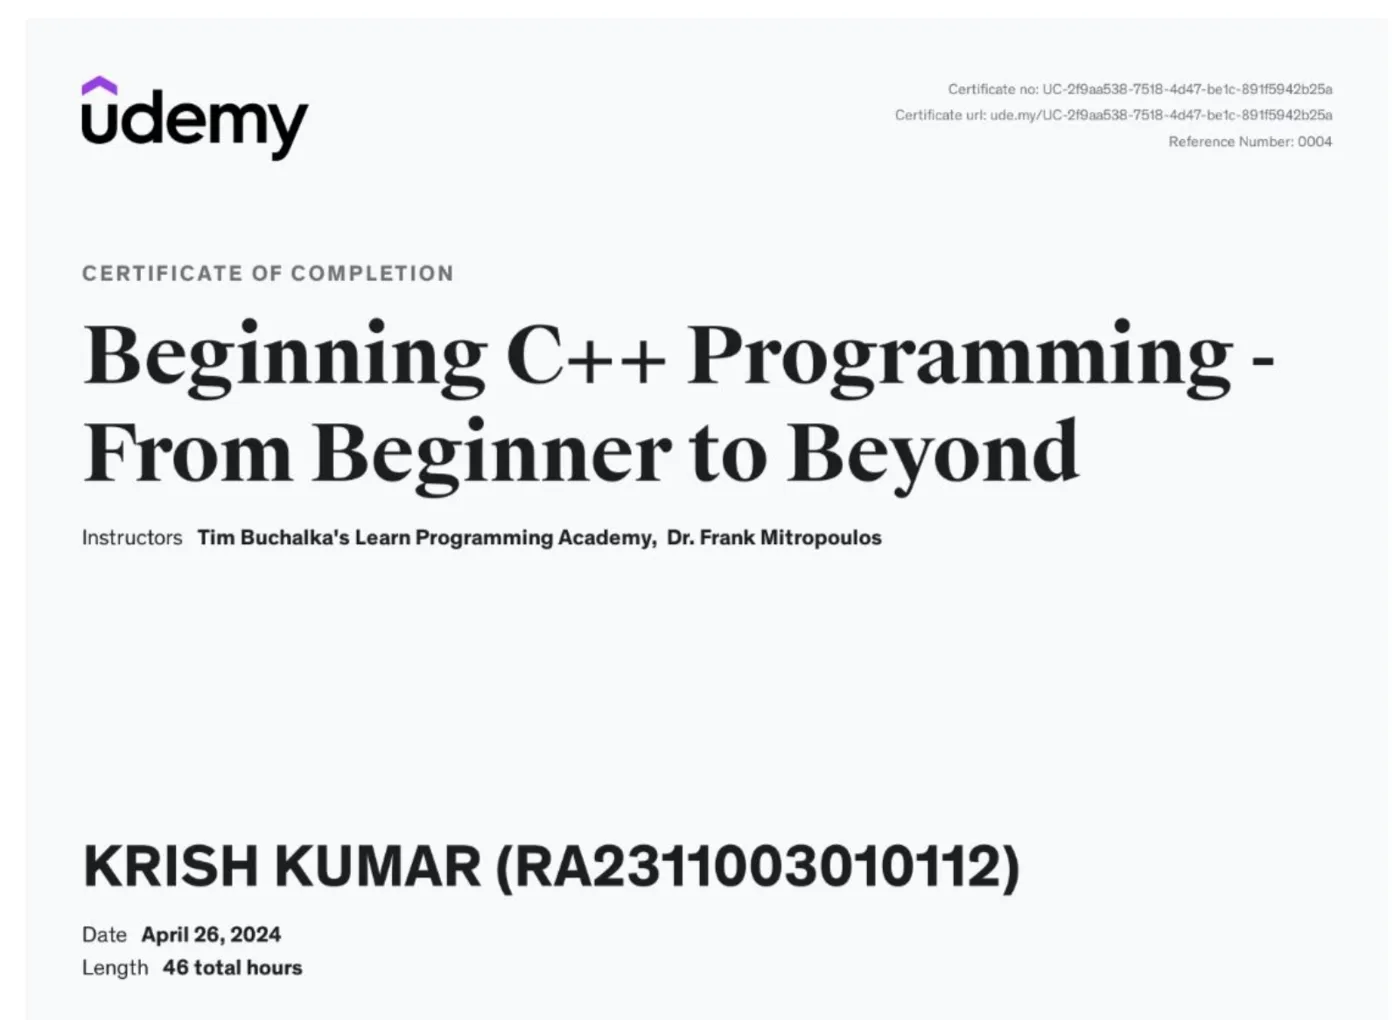 udemy
Certificate no: UC-2f9aa538-7518-4d47-be1c-891f5942b25a
Certificate url: ude.my/UC-2f9aa538-7518-4d47-be1c-891f5942b25a
Reference Number: 0004
CERTIFICATE OF COMPLETION
Beginning C++ Programming -
From Beginner to Beyond
Instructors Tim Buchalka's Learn Programming Academy, Dr. Frank Mitropoulos
KRISH KUMAR (RA2311003010112)
Date April 26, 2024
Length 46 total hours